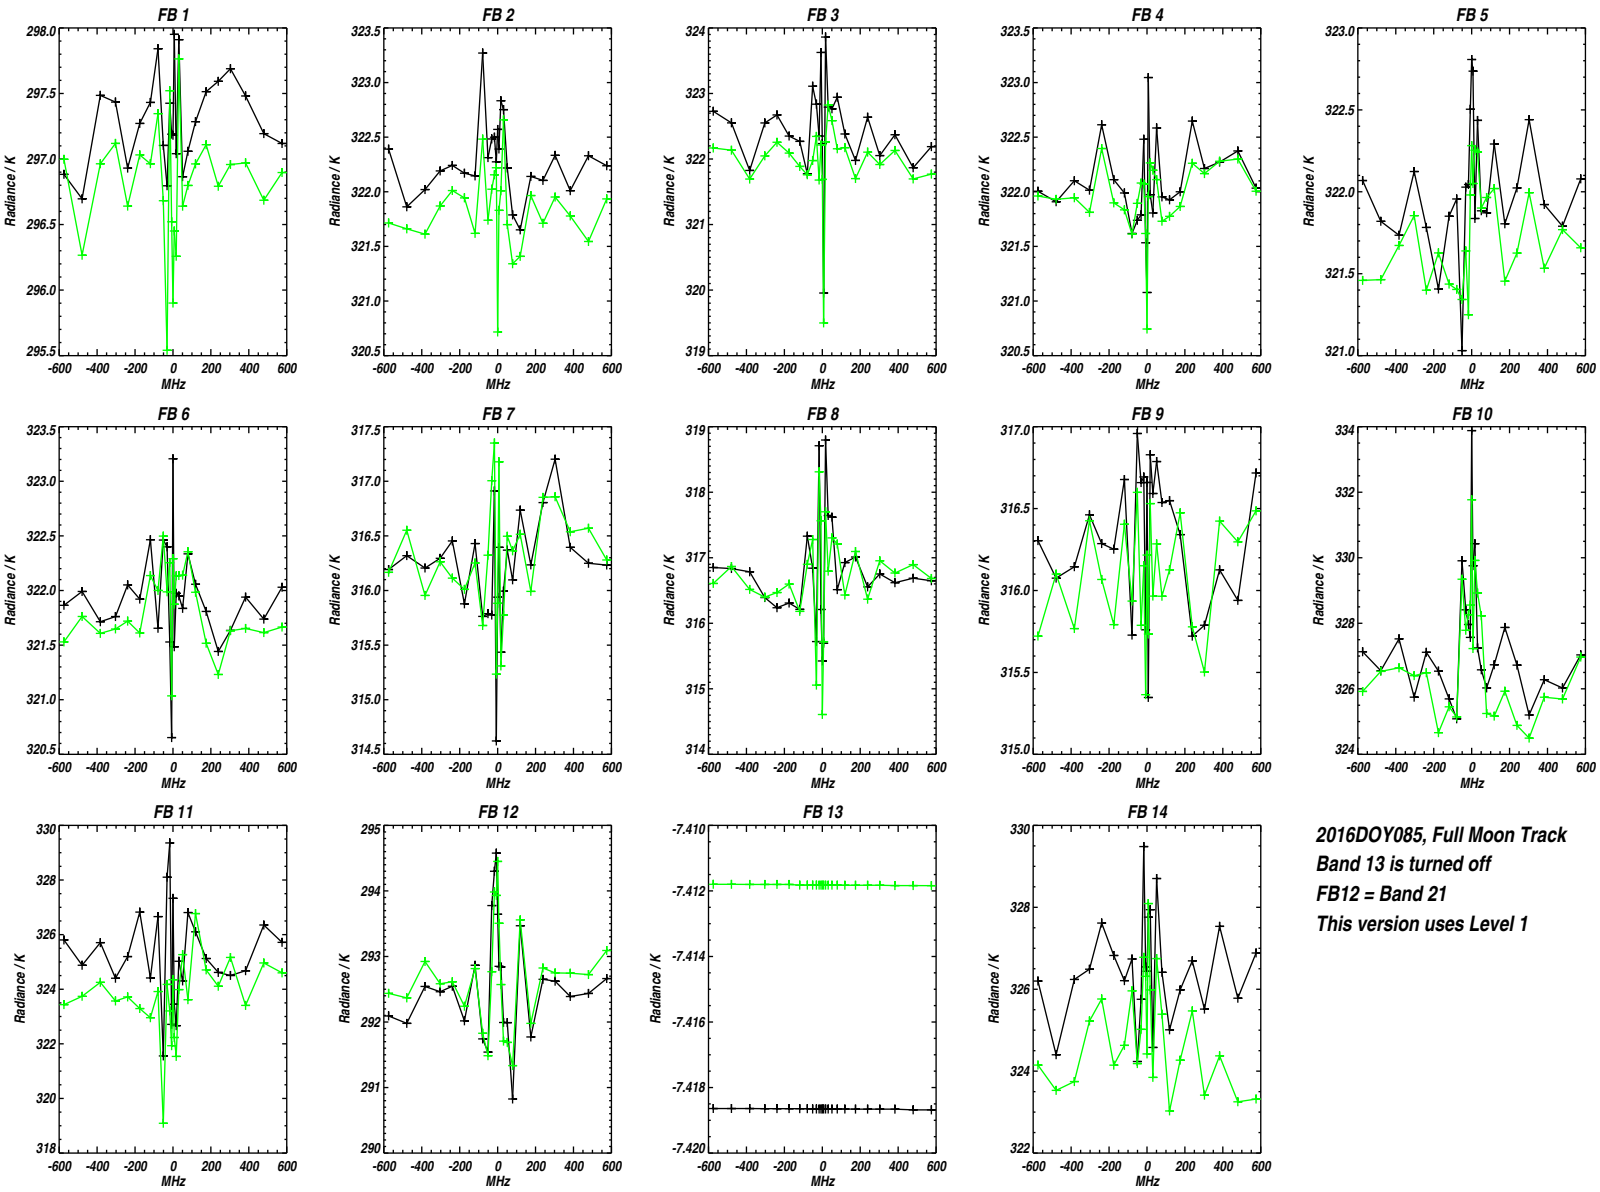 FB 1
298.0
297.5
297.0
296.5
296.0
295.5
Radiance / K
-600 -400 -200 0 200 400 600
MHz
FB 2
323.5
323.0
322.5
322.0
321.5
321.0
320.5
Radiance / K
-600 -400 -200 0 200 400 600
MHz
FB 3
324
323
322
321
320
319
Radiance / K
-600 -400 -200 0 200 400 600
MHz
FB 4
323.5
323.0
322.5
322.0
321.5
321.0
320.5
Radiance / K
-600 -400 -200 0 200 400 600
MHz
FB 5
323.0
322.5
322.0
321.5
321.0
Radiance / K
-600 -400 -200 0 200 400 600
MHz
FB 6
323.5
323.0
322.5
322.0
321.5
321.0
320.5
Radiance / K
-600 -400 -200 0 200 400 600
MHz
FB 7
317.5
317.0
316.5
316.0
315.5
315.0
314.5
Radiance / K
-600 -400 -200 0 200 400 600
MHz
FB 8
319
318
317
316
315
314
Radiance / K
-600 -400 -200 0 200 400 600
MHz
FB 9
317.0
316.5
316.0
315.5
315.0
Radiance / K
-600 -400 -200 0 200 400 600
MHz
FB 10
334
332
330
328
326
324
Radiance / K
-600 -400 -200 0 200 400 600
MHz
FB 11
330
328
326
324
322
320
318
Radiance / K
-600 -400 -200 0 200 400 600
MHz
FB 12
295
294
293
292
291
290
Radiance / K
-600 -400 -200 0 200 400 600
MHz
FB 13
-7.410
-7.412
-7.414
-7.416
-7.418
-7.420
Radiance / K
-600 -400 -200 0 200 400 600
MHz
FB 14
330
328
326
324
322
Radiance / K
-600 -400 -200 0 200 400 600
MHz
2016DOY085, Full Moon Track
Band 13 is turned off
FB12 = Band 21
This version uses Level 1